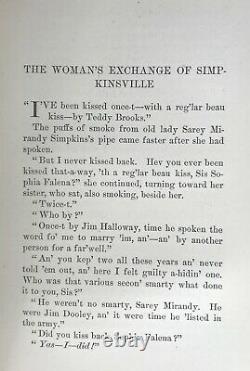 THE WOMAN'S EXCHANGE OF SIMP-
KINSVILLE
"I'VE been kissed once-t—with a reg'lar beau
kiss—by Teddy Brooks."
The puffs of smoke from old lady Sarey Mi-
randy Simpkins's pipe came faster after she had
spoken.
"But I never kissed back. Hev you ever been
kissed that-a-way, 'th a reg'lar beau kiss, Sis So-
phia Falena?" she continued, turning toward her
sister, who sat, also smoking, beside her.
"Twice-t."
"Who by?"
"Once-t by Jim Halloway, time he spoken the
word fo' me to marry 'im, an'—an' by another
person for a far'well."
"An' you kep' two all these years an' never
told 'em out, an' here I felt guilty a-hidin' one.
Who was that various secon' smarty what done
it to you, Sis?"
"He weren't no smarty, Sarey Mirandy. He
were Jim Dooley, an' it were time he 'listed in
the army."
"Did you kiss back, Falena?"
"Yas—I—did!"
ebay